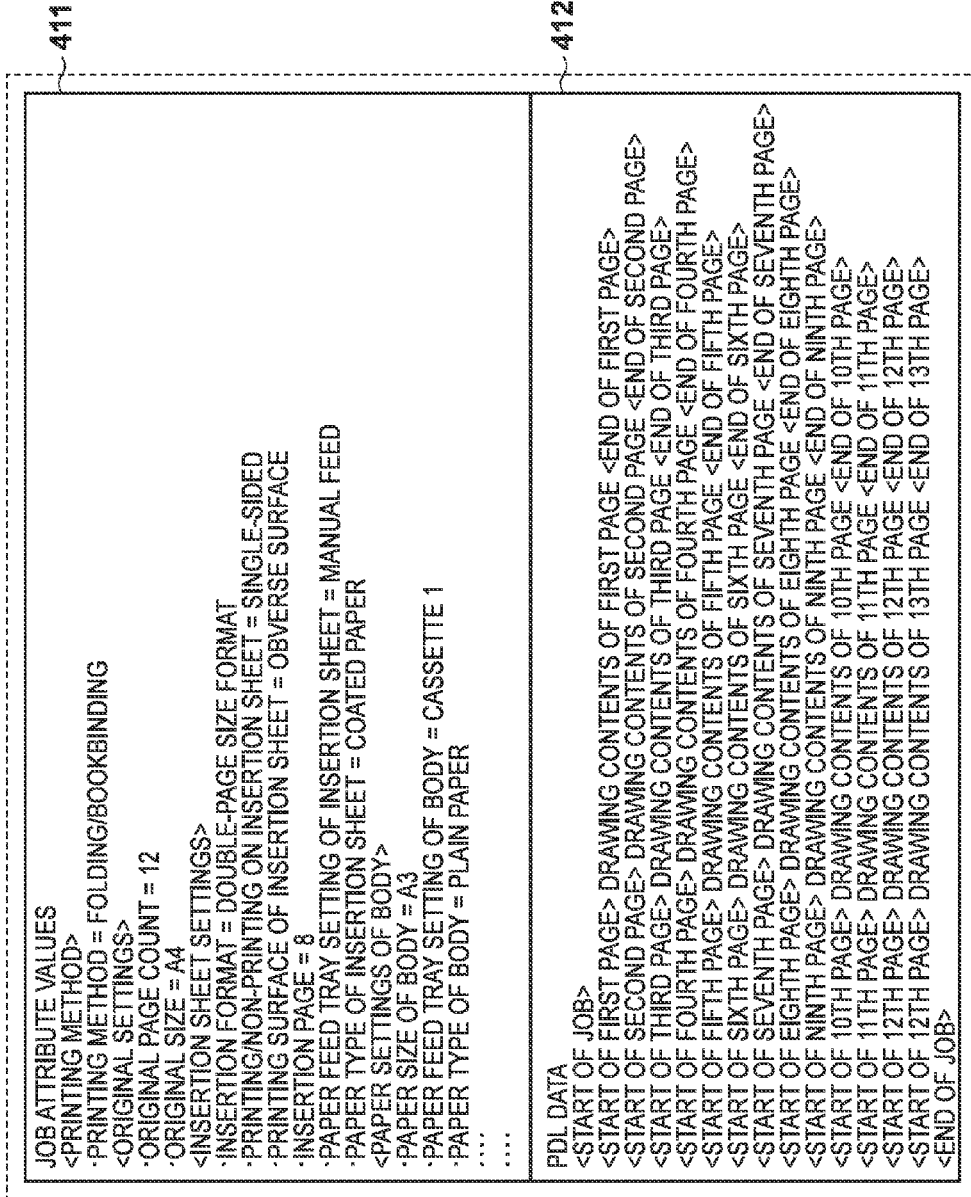 411
JOB ATTRIBUTE VALUES
<PRINTING METHOD>
·PRINTING METHOD = FOLDING/BOOKBINDING
<ORIGINAL SETTINGS>
·ORIGINAL PAGE COUNT = 12
·ORIGINAL SIZE = A4
<INSERTION SHEET SETTINGS>
·INSERTION FORMAT = DOUBLE-PAGE SIZE FORMAT
·PRINTING/NON-PRINTING ON INSERTION SHEET = SINGLE-SIDED
·PRINTING SURFACE OF INSERTION SHEET = OBVERSE SURFACE
·INSERTION PAGE = 8
·PAPER FEED TRAY SETTING OF INSERTION SHEET = MANUAL FEED
·PAPER TYPE OF INSERTION SHEET = COATED PAPER
<PAPER SETTINGS OF BODY>
·PAPER SIZE OF BODY = A3
·PAPER FEED TRAY SETTING OF BODY = CASSETTE 1
·PAPER TYPE OF BODY = PLAIN PAPER
....
....
412
PDL DATA
<START OF JOB>
<START OF FIRST PAGE> DRAWING CONTENTS OF FIRST PAGE <END OF FIRST PAGE>
<START OF SECOND PAGE> DRAWING CONTENTS OF SECOND PAGE <END OF SECOND PAGE>
<START OF THIRD PAGE> DRAWING CONTENTS OF THIRD PAGE <END OF THIRD PAGE>
<START OF FOURTH PAGE> DRAWING CONTENTS OF FOURTH PAGE <END OF FOURTH PAGE>
<START OF FIFTH PAGE> DRAWING CONTENTS OF FIFTH PAGE <END OF FIFTH PAGE>
<START OF SIXTH PAGE> DRAWING CONTENTS OF SIXTH PAGE <END OF SIXTH PAGE>
<START OF SEVENTH PAGE> DRAWING CONTENTS OF SEVENTH PAGE <END OF SEVENTH PAGE>
<START OF EIGHTH PAGE> DRAWING CONTENTS OF EIGHTH PAGE <END OF EIGHTH PAGE>
<START OF NINTH PAGE> DRAWING CONTENTS OF NINTH PAGE <END OF NINTH PAGE>
<START OF 10TH PAGE> DRAWING CONTENTS OF 10TH PAGE <END OF 10TH PAGE>
<START OF 11TH PAGE> DRAWING CONTENTS OF 11TH PAGE <END OF 11TH PAGE>
<START OF 12TH PAGE> DRAWING CONTENTS OF 12TH PAGE <END OF 12TH PAGE>
<START OF 12TH PAGE> DRAWING CONTENTS OF 13TH PAGE <END OF 13TH PAGE>
<END OF JOB>